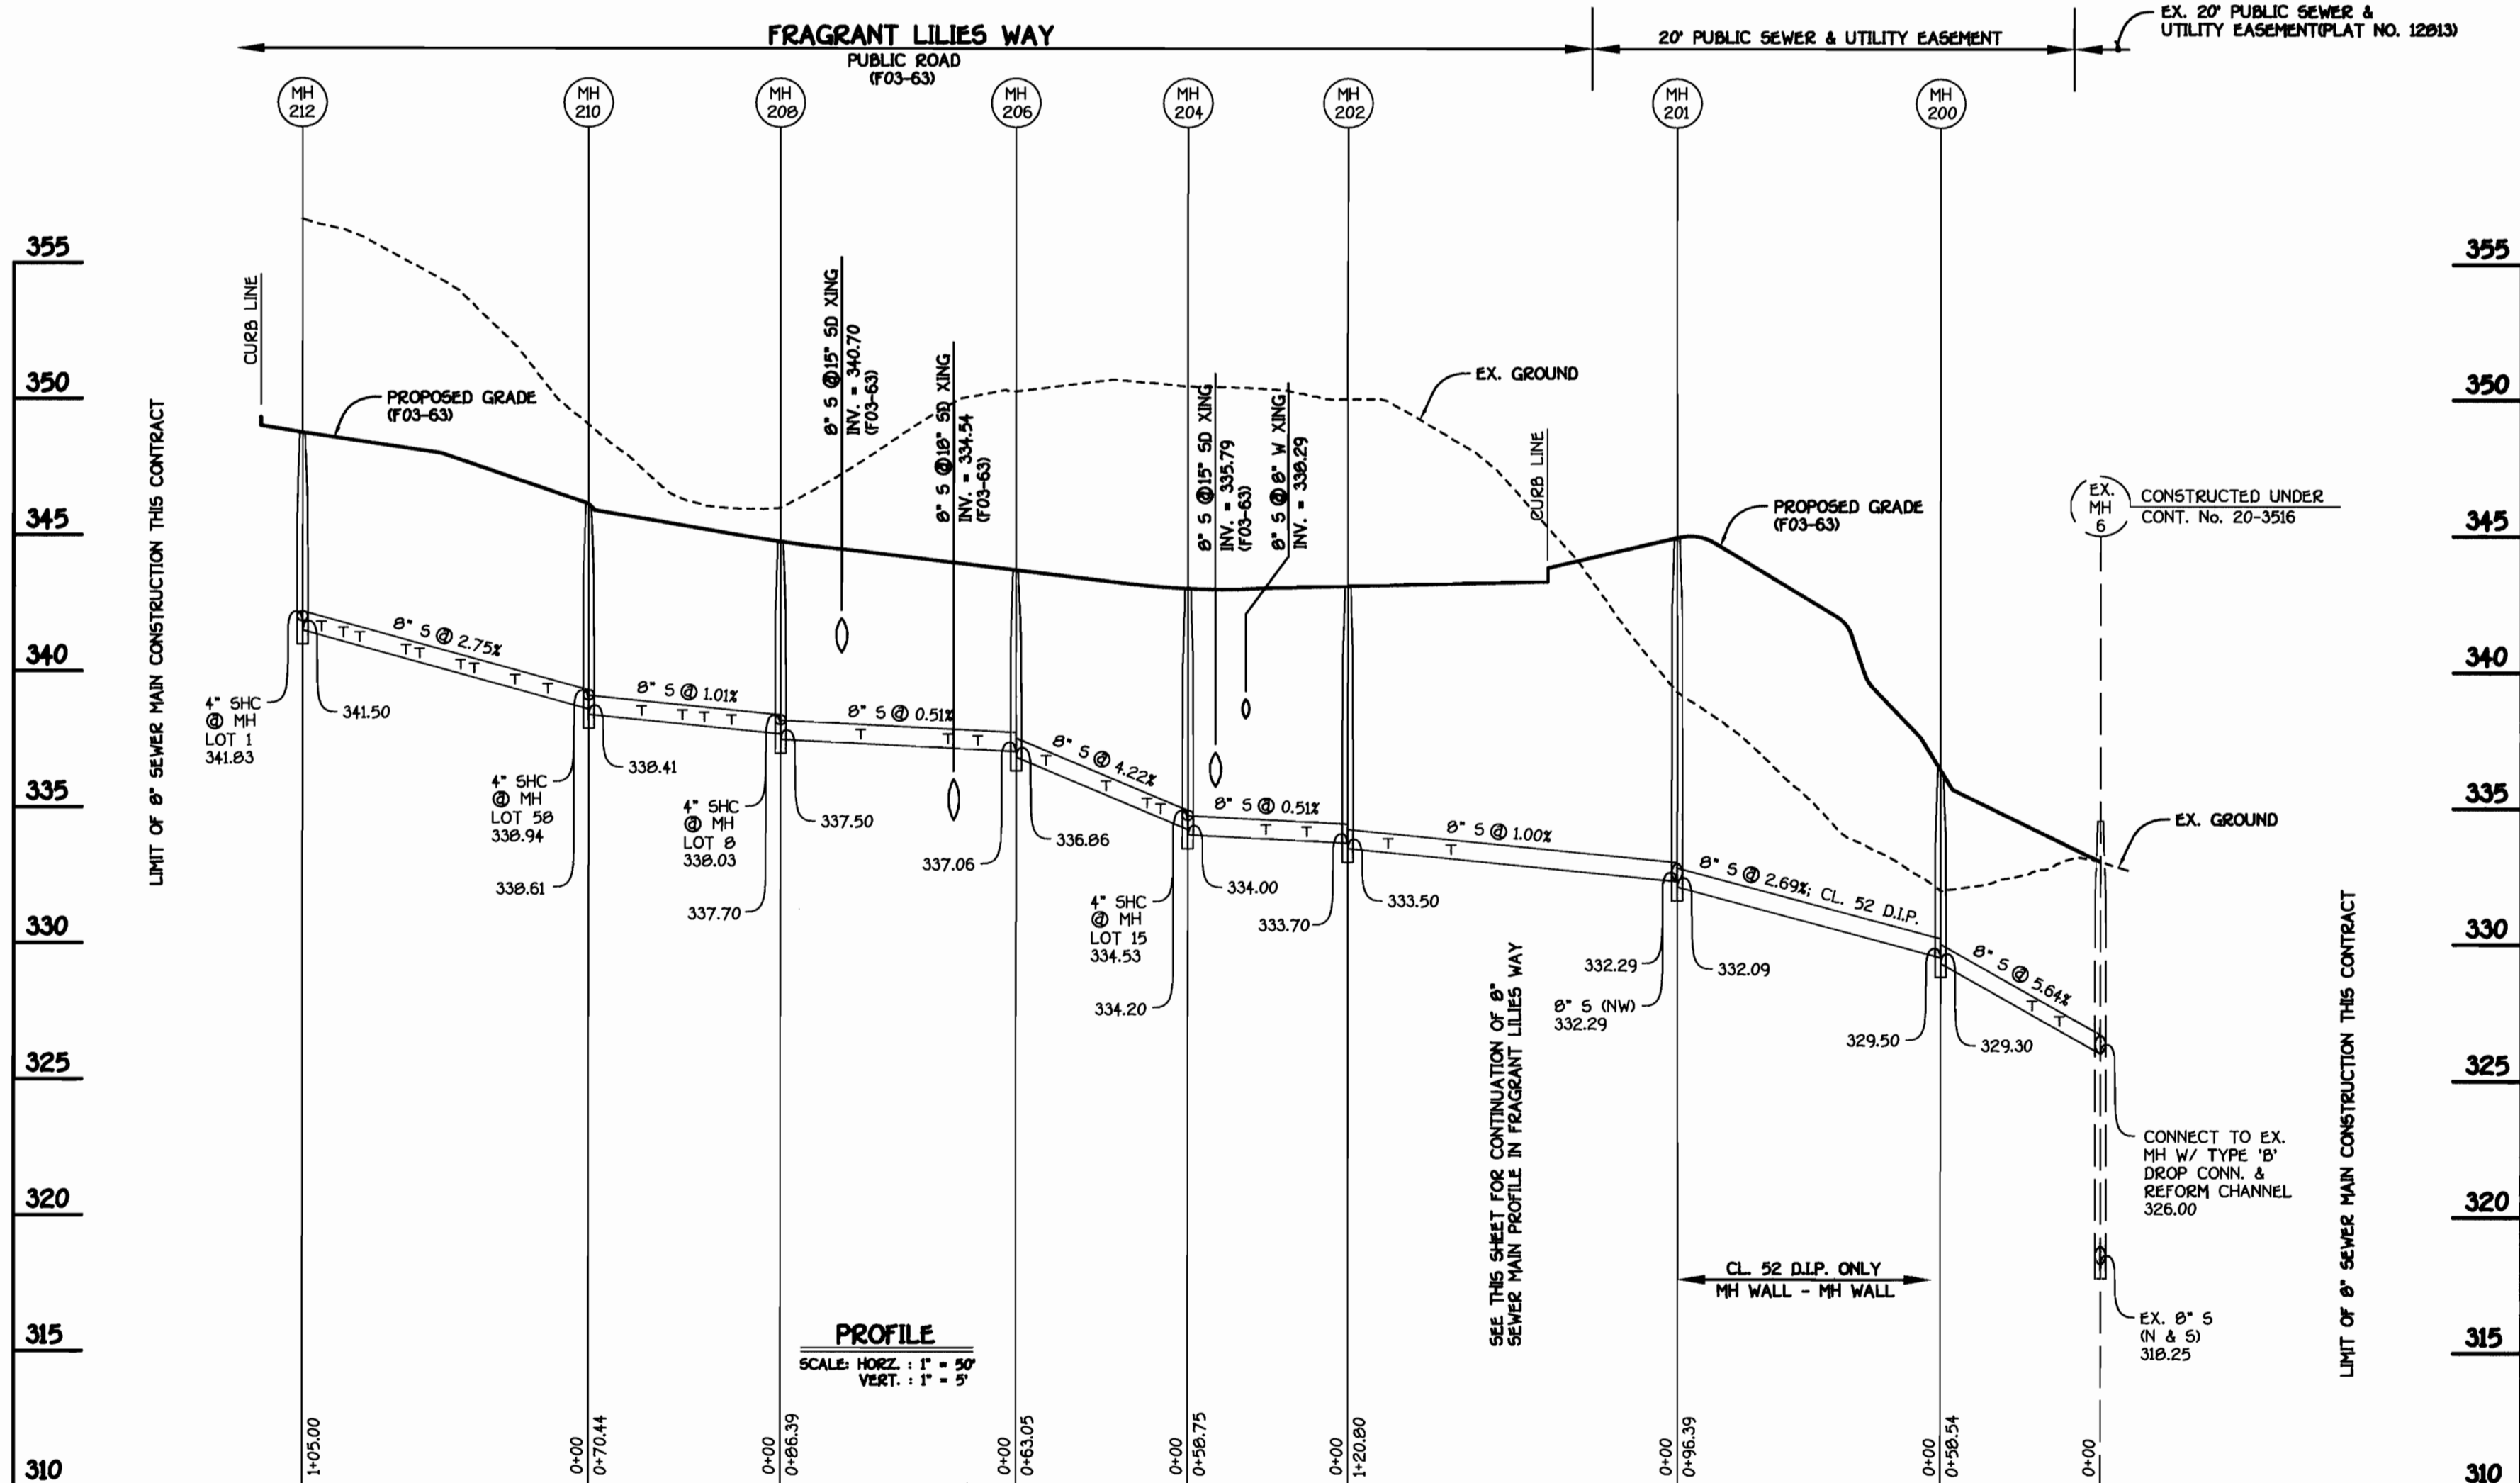 FRAGRANT LILIES WAY
PUBLIC ROAD
(F03-63)
20' PUBLIC SEWER & UTILITY EASEMENT
EX. 20' PUBLIC SEWER &
UTILITY EASEMENT(PLAT NO. 12813)
MH
212
MH
210
MH
208
MH
206
MH
204
MH
202
MH
201
MH
200
355
350
345
340
335
330
325
320
315
310
LIMIT OF 8" SEWER MAIN CONSTRUCTION THIS CONTRACT
CURB LINE
PROPOSED GRADE
(F03-63)
8" S @15" SD XING
INV. = 340.70
(F03-63)
8" S @18" SD XING
INV. = 334.54
(F03-63)
8" S @15" SD XING
INV. = 335.79
(F03-63)
8" S @ 8" W XING
INV. = 338.29
EX. GROUND
CURB LINE
PROPOSED GRADE
(F03-63)
EX.
MH
6
CONSTRUCTED UNDER
CONT. No. 20-3516
8" S @ 2.75%
T T T T T T T T T
8" S @ 1.01%
T T T T
8" S @ 0.51%
T T T
8" S @ 4.22%
T T T T
8" S @ 0.51%
T T
8" S @ 1.00%
T T
8" S @ 2.69%; CL. 52 D.I.P.
8" S @ 5.64%
T T
4" SHC
@ MH
LOT 1
341.83
341.50
4" SHC
@ MH
LOT 58
338.94
338.61
338.41
4" SHC
@ MH
LOT 8
338.03
337.70
337.50
337.06
336.86
4" SHC
@ MH
LOT 15
334.53
334.20
334.00
333.70
333.50
332.29
8" S (NW)
332.29
332.09
329.50
329.30
EX. GROUND
CONNECT TO EX.
MH W/ TYPE 'B'
DROP CONN. &
REFORM CHANNEL
326.00
EX. 8" S
(N & S)
318.25
SEE THIS SHEET FOR CONTINUATION OF 8"
SEWER MAIN PROFILE IN FRAGRANT LILIES WAY
CL. 52 D.I.P. ONLY
MH WALL - MH WALL
LIMIT OF 8" SEWER MAIN CONSTRUCTION THIS CONTRACT
355
350
345
340
335
330
325
320
315
310
PROFILE
SCALE: HORZ. : 1" = 50'
VERT. : 1" = 5'
1+05.00
0+00
0+70.44
0+00
0+86.39
0+00
0+63.05
0+00
0+58.75
0+00
1+20.80
0+00
0+96.39
0+00
0+58.54
0+00